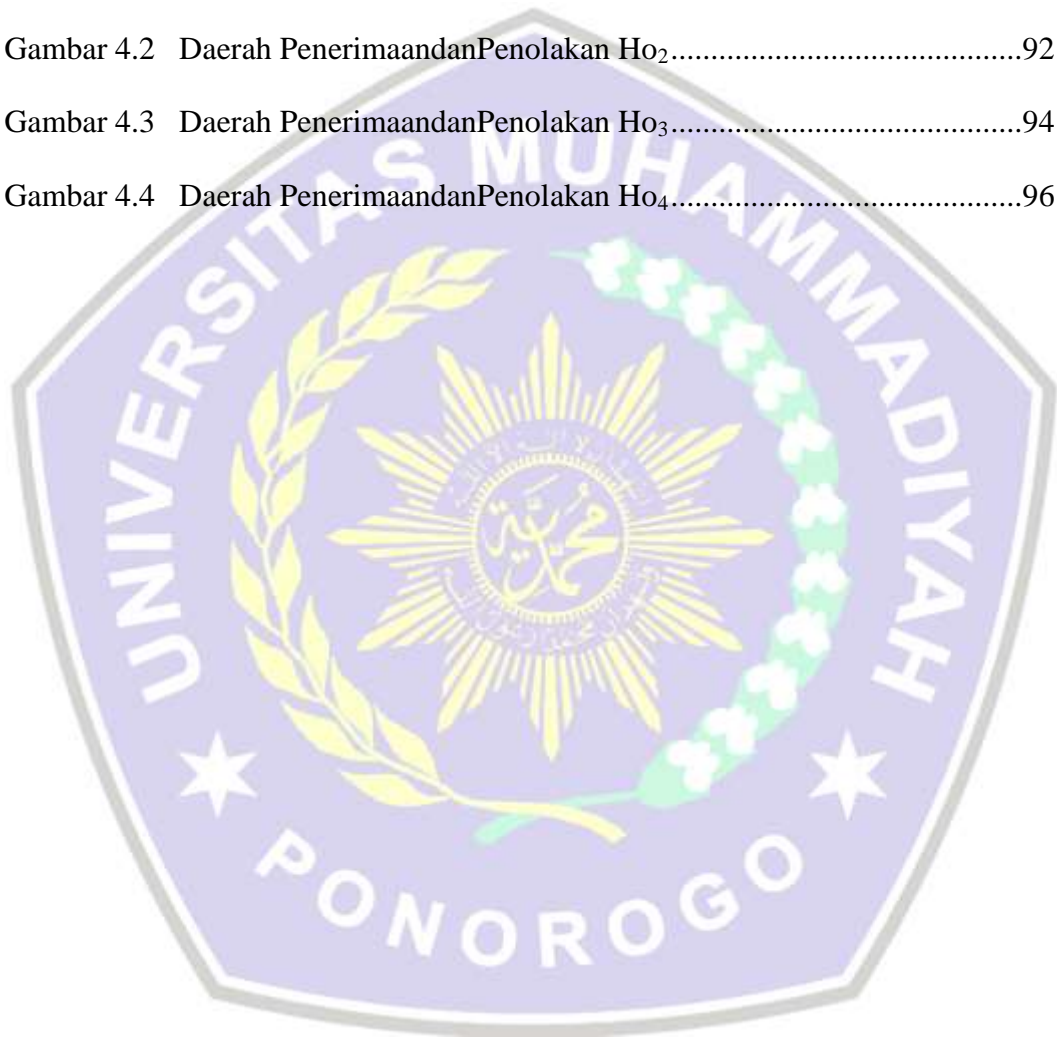 Gambar 4.2 Daerah PenerimaandanPenolakan Ho₂......................................92
Gambar 4.3 Daerah PenerimaandanPenolakan Ho₃......................................94
Gambar 4.4 Daerah PenerimaandanPenolakan Ho₄......................................96
UNIVERSITAS MUHAMMADIYAH
PONOROGO